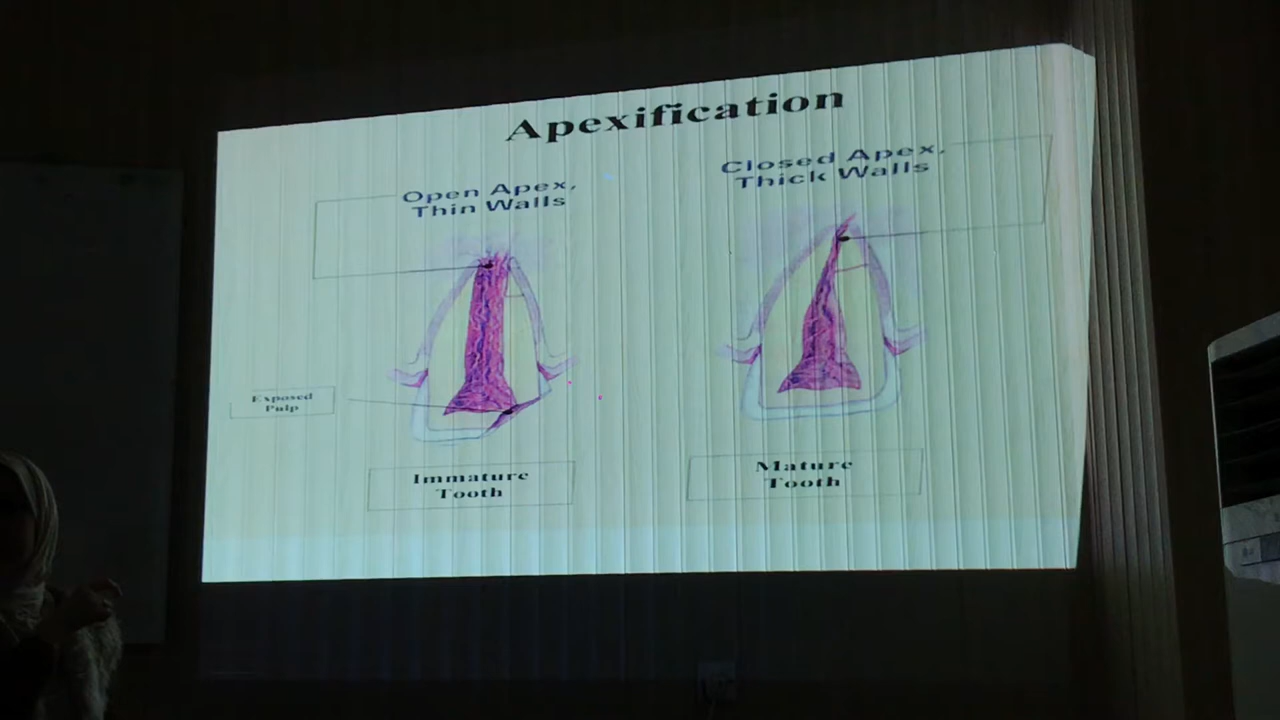 Apexification
Open Apex,
Thin Walls
Closed Apex,
Thick Walls
Exposed
Pulp
Immature
Tooth
Mature
Tooth